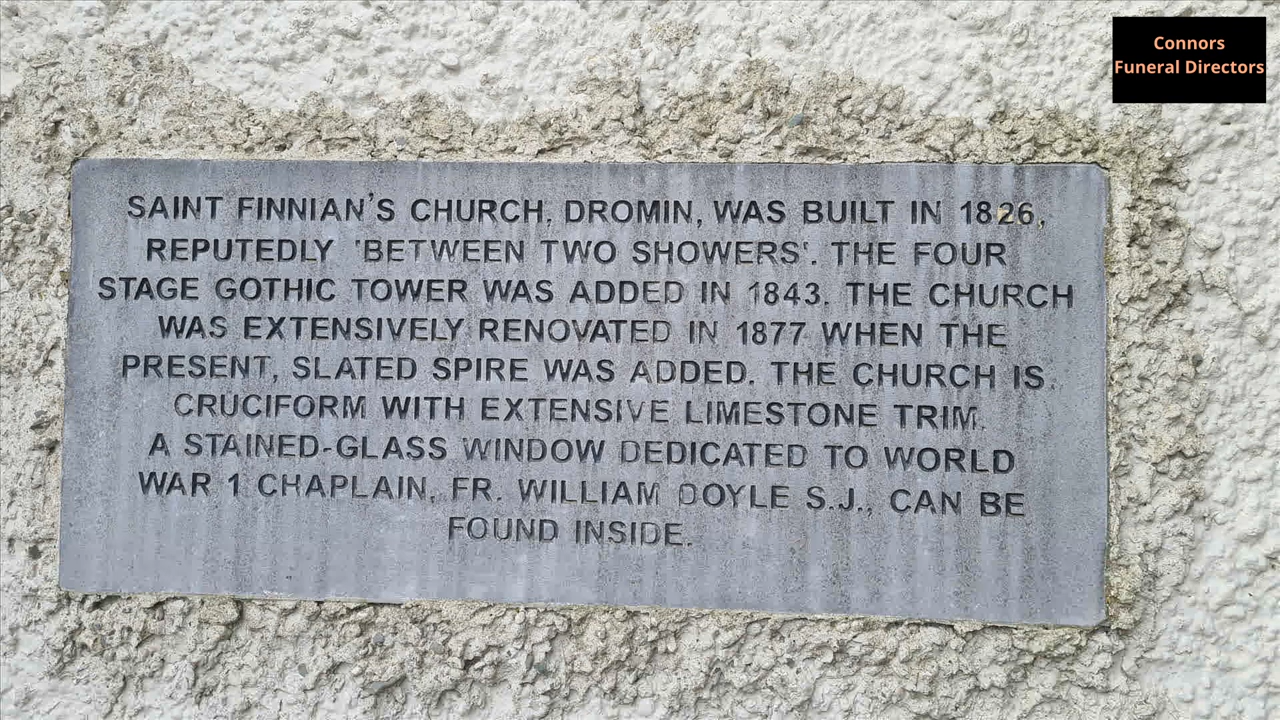 Connors
Funeral Directors
SAINT FINNIAN'S CHURCH, DROMIN, WAS BUILT IN 1826,
REPUTEDLY 'BETWEEN TWO SHOWERS'. THE FOUR
STAGE GOTHIC TOWER WAS ADDED IN 1843. THE CHURCH
WAS EXTENSIVELY RENOVATED IN 1877 WHEN THE
PRESENT, SLATED SPIRE WAS ADDED. THE CHURCH IS
CRUCIFORM WITH EXTENSIVE LIMESTONE TRIM.
A STAINED-GLASS WINDOW DEDICATED TO WORLD
WAR 1 CHAPLAIN, FR. WILLIAM DOYLE S.J., CAN BE
FOUND INSIDE.